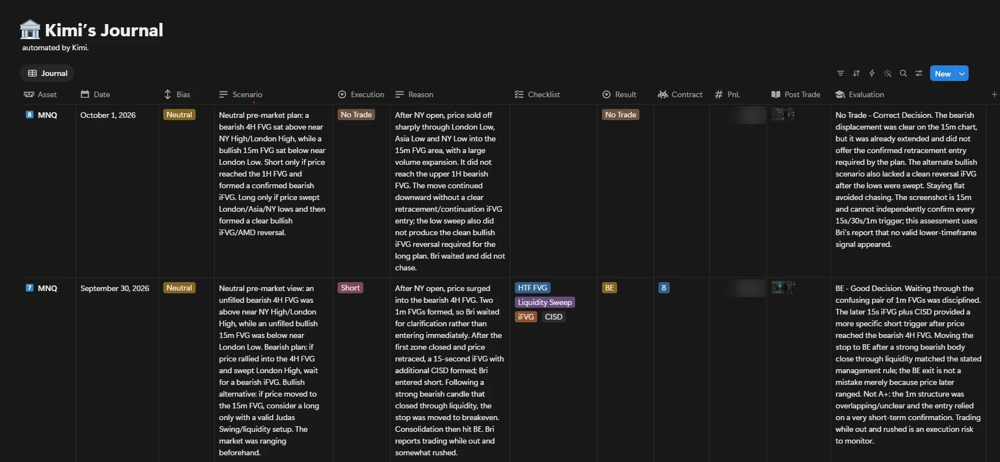 Kimi's Journal
automated by Kimi.
Journal
New
Asset
Date
Bias
Scenario
Execution
Reason
Checklist
Result
Contract
PnL
Post Trade
Evaluation
8 MNQ
October 1, 2026
Neutral
Neutral pre-market plan: a
bearish 4H FVG sat above near
NY High/London High, while a
bullish 15m FVG sat below near
London Low. Short only if price
reached the 1H FVG and
formed a confirmed bearish
iFVG. Long only if price swept
London/Asia/NY lows and then
formed a clear bullish
iFVG/AMD reversal.
No Trade
After NY open, price sold off
sharply through London Low,
Asia Low and NY Low into the
15m FVG area, with a large
volume expansion. It did not
reach the upper 1H bearish
FVG. The move continued
downward without a clear
retracement/continuation iFVG
entry; the low sweep also did
not produce the clean bullish
iFVG reversal required for the
long plan. Bri waited and did not
chase.
No Trade
No Trade - Correct Decision. The bearish
displacement was clear on the 15m chart,
but it was already extended and did not
offer the confirmed retracement entry
required by the plan. The alternate bullish
scenario also lacked a clean reversal iFVG
after the lows were swept. Staying flat
avoided chasing. The screenshot is 15m
and cannot independently confirm every
15s/30s/1m trigger; this assessment uses
Bri's report that no valid lower-timeframe
signal appeared.
7 MNQ
September 30, 2026
Neutral
Neutral pre-market view: an
unfilled bearish 4H FVG was
above near NY High/London
High, while an unfilled bullish
15m FVG was below near
London Low. Bearish plan: if
price rallied into the 4H FVG
and swept London High, wait
for a bearish iFVG. Bullish
alternative: if price moved to
the 15m FVG, consider a long
only with a valid Judas
Swing/liquidity setup. The
market was ranging
beforehand.
Short
After NY open, price surged
into the bearish 4H FVG. Two
1m FVGs formed, so Bri waited
for clarification rather than
entering immediately. After the
first zone closed and price
retraced, a 15-second iFVG with
additional CISD formed; Bri
entered short. Following a
strong bearish candle that
closed through liquidity, the
stop was moved to breakeven.
Consolidation then hit BE. Bri
reports trading while out and
somewhat rushed.
HTF FVG
Liquidity Sweep
iFVG CISD
BE
8
BE - Good Decision. Waiting through the
confusing pair of 1m FVGs was disciplined.
The later 15s iFVG plus CISD provided a
more specific short trigger after price
reached the bearish 4H FVG. Moving the
stop to BE after a strong bearish body
close through liquidity matched the stated
management rule; the BE exit is not a
mistake merely because price later
ranged. Not A+: the 1m structure was
overlapping/unclear and the entry relied
on a very short-term confirmation. Trading
while out and rushed is an execution risk
to monitor.